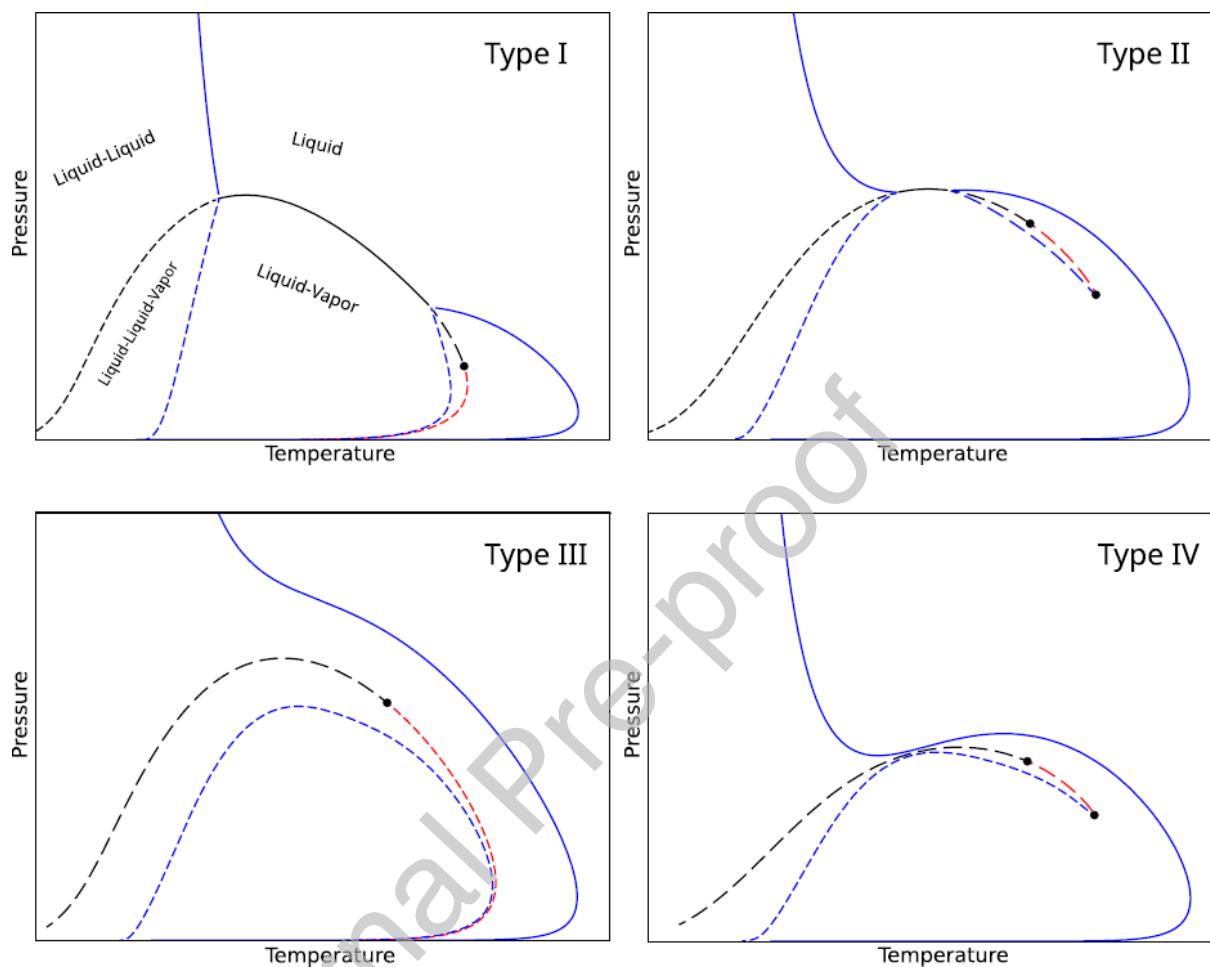 Type I
Liquid-Liquid
Liquid
Liquid-Liquid-Vapor
Liquid-Vapor
Pressure
Temperature
Type II
Pressure
Temperature
Type III
Pressure
Temperature
Type IV
Pressure
Temperature
nal Pre-proof